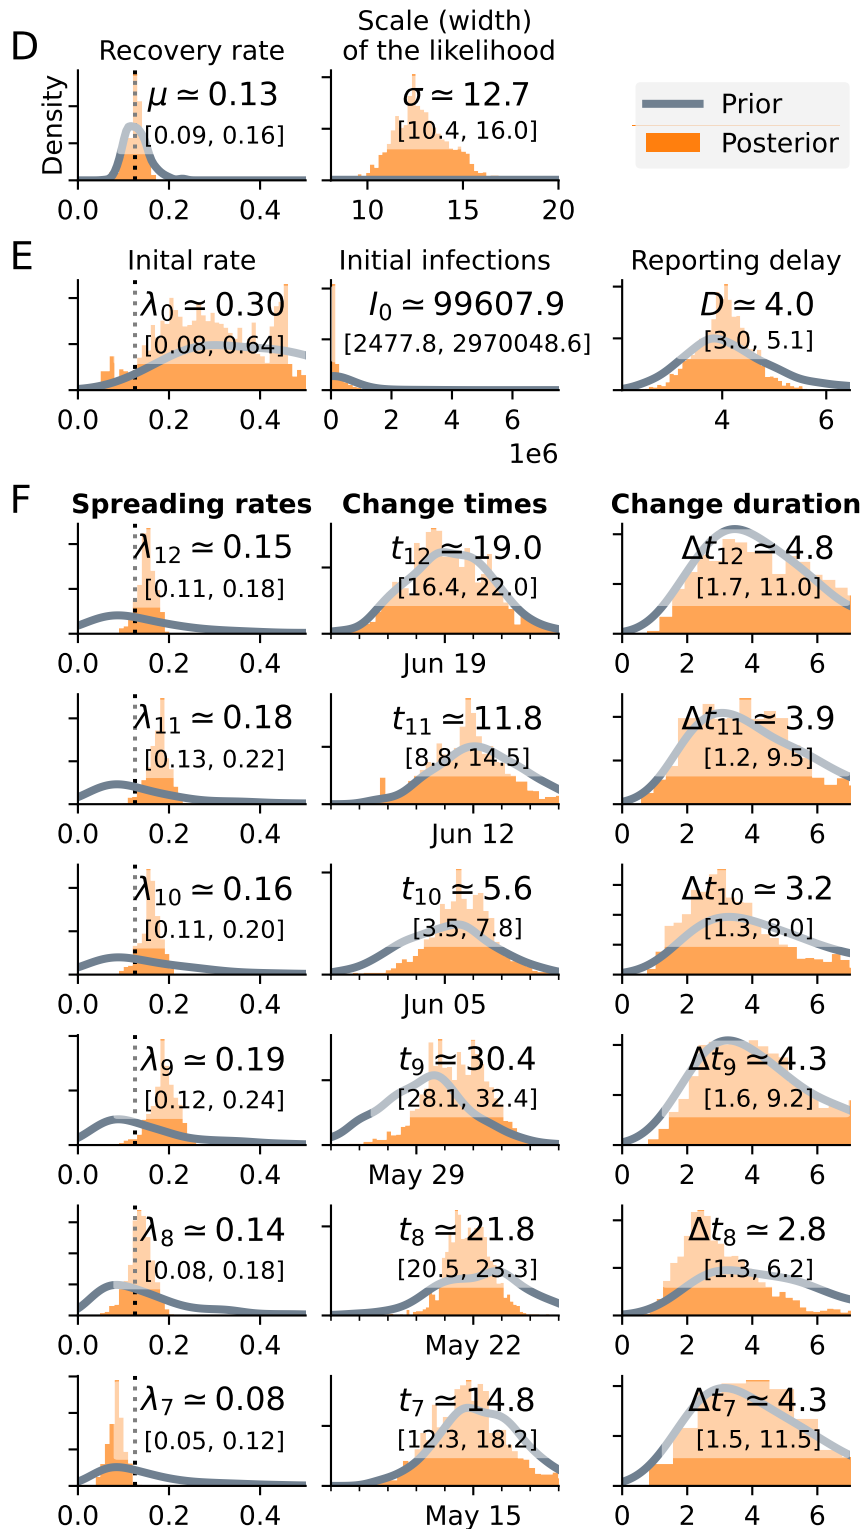 D
Recovery rate
Scale (width)
of the likelihood
Density
μ ≃ 0.13
[0.09, 0.16]
σ ≃ 12.7
[10.4, 16.0]
Prior
Posterior
0.0 0.2 0.4
10 15 20
E
Inital rate
Initial infections
Reporting delay
λ0 ≃ 0.30
[0.08, 0.64]
I0 ≃ 99607.9
[2477.8, 2970048.6]
D ≃ 4.0
[3.0, 5.1]
0.0 0.2 0.4
0 2 4 6
1e6
4 6
F
Spreading rates
Change times
Change duration
λ12 ≃ 0.15
[0.11, 0.18]
t12 ≃ 19.0
[16.4, 22.0]
Δt12 ≃ 4.8
[1.7, 11.0]
0.0 0.2 0.4
Jun 19
0 2 4 6
λ11 ≃ 0.18
[0.13, 0.22]
t11 ≃ 11.8
[8.8, 14.5]
Δt11 ≃ 3.9
[1.2, 9.5]
0.0 0.2 0.4
Jun 12
0 2 4 6
λ10 ≃ 0.16
[0.11, 0.20]
t10 ≃ 5.6
[3.5, 7.8]
Δt10 ≃ 3.2
[1.3, 8.0]
0.0 0.2 0.4
Jun 05
0 2 4 6
λ9 ≃ 0.19
[0.12, 0.24]
t9 ≃ 30.4
[28.1, 32.4]
Δt9 ≃ 4.3
[1.6, 9.2]
0.0 0.2 0.4
May 29
0 2 4 6
λ8 ≃ 0.14
[0.08, 0.18]
t8 ≃ 21.8
[20.5, 23.3]
Δt8 ≃ 2.8
[1.3, 6.2]
0.0 0.2 0.4
May 22
0 2 4 6
λ7 ≃ 0.08
[0.05, 0.12]
t7 ≃ 14.8
[12.3, 18.2]
Δt7 ≃ 4.3
[1.5, 11.5]
0.0 0.2 0.4
May 15
0 2 4 6